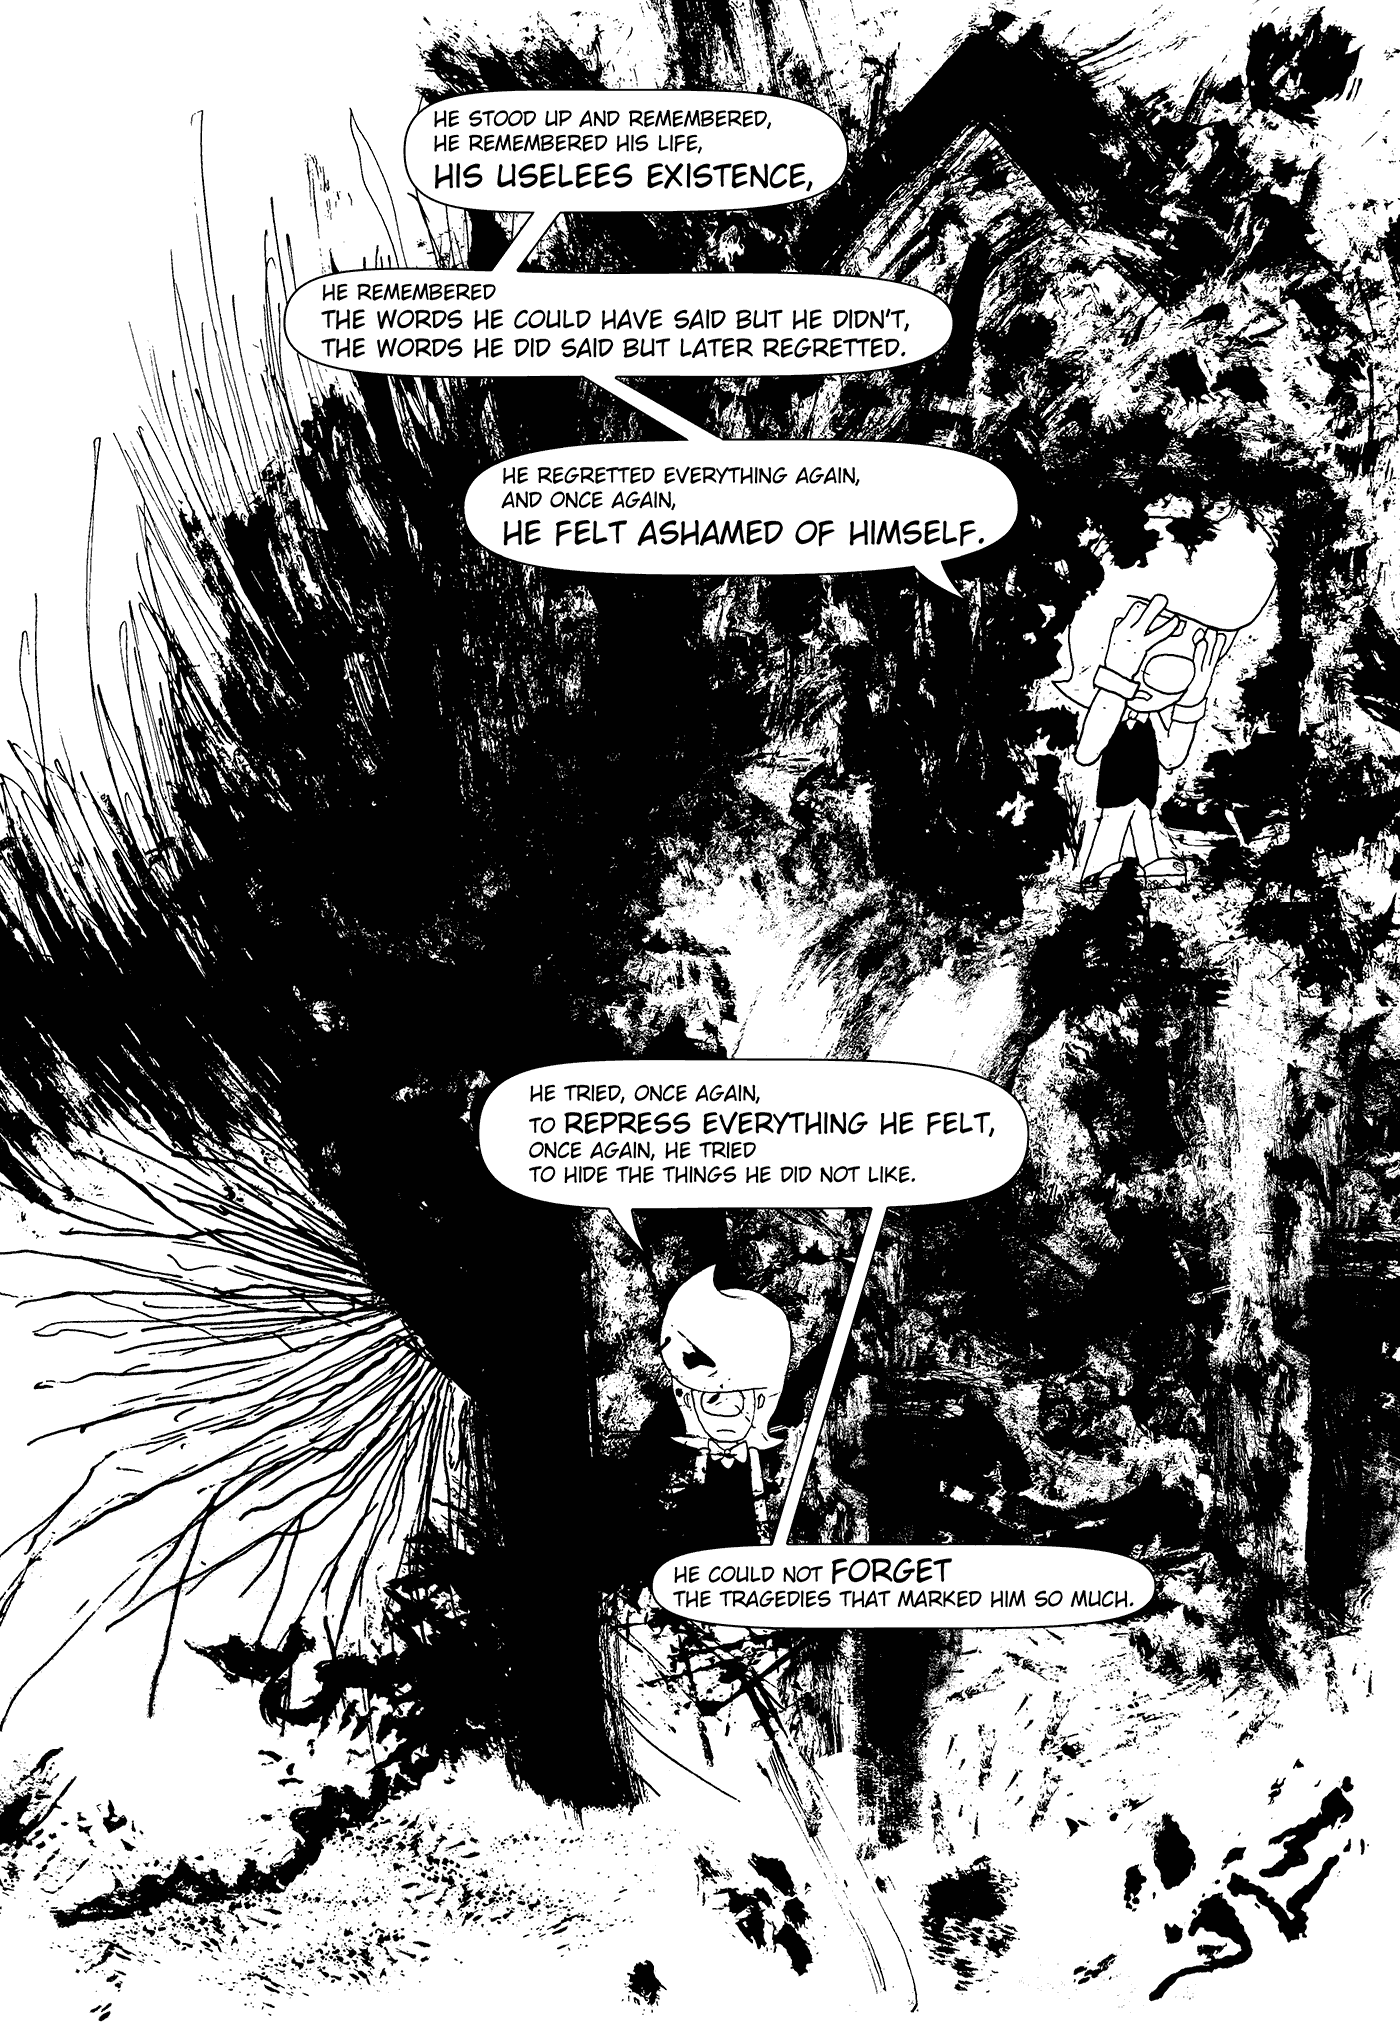 HE STOOD UP AND REMEMBERED,
HE REMEMBERED HIS LIFE,
HIS USELEES EXISTENCE,
HE REMEMBERED
THE WORDS HE COULD HAVE SAID BUT HE DIDN'T,
THE WORDS HE DID SAID BUT LATER REGRETTED.
HE REGRETTED EVERYTHING AGAIN,
AND ONCE AGAIN,
HE FELT ASHAMED OF HIMSELF.
HE TRIED, ONCE AGAIN,
TO REPRESS EVERYTHING HE FELT,
ONCE AGAIN, HE TRIED
TO HIDE THE THINGS HE DID NOT LIKE.
HE COULD NOT FORGET
THE TRAGEDIES THAT MARKED HIM SO MUCH.